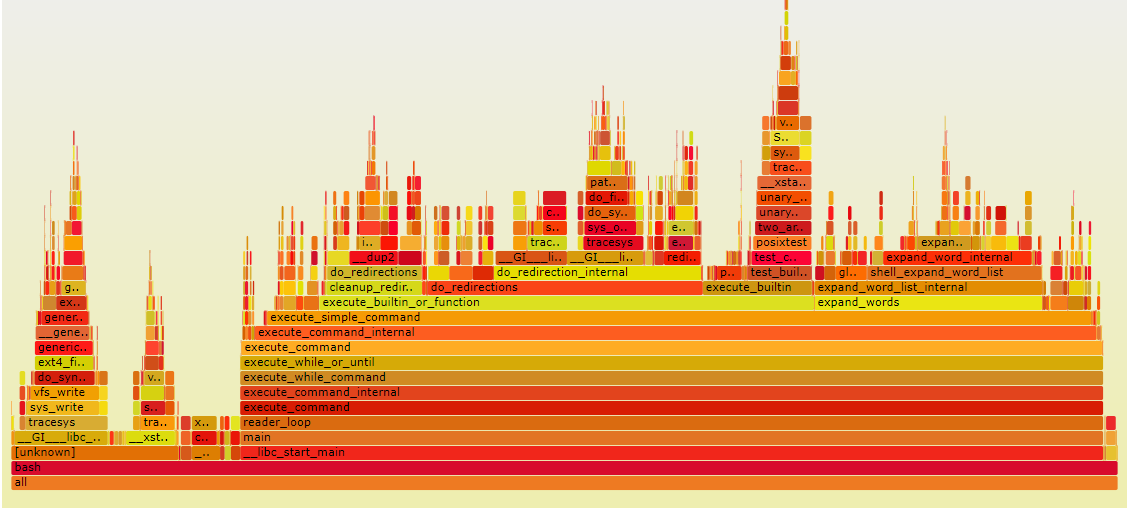 v..
S..
sy..
trac..
pat.. __xsta..
do_fi.. unary_..
c.. do_sy.. unary..
s.. sys_o.. e.. two_ar..
i.. trac.. tracesys e.. posixtest expan..
__dup2 __GI___li.. __GI___li.. redi.. test_c.. expand_word_internal
do_redirections do_redirection_internal p.. test_buil.. gl.. shell_expand_word_list
g.. cleanup_redir.. do_redirections execute_builtin expand_word_list_internal
ex.. execute_builtin_or_function expand_words
gener.. execute_simple_command
__gene.. execute_command_internal
generic.. execute_command
ext4_fi.. execute_while_or_until
do_syn.. v.. execute_while_command
vfs_write execute_command_internal
sys_write s.. execute_command
tracesys tra.. x.. reader_loop
__GI___libc_.. __xst.. c.. main
[unknown] _.. __libc_start_main
bash
all